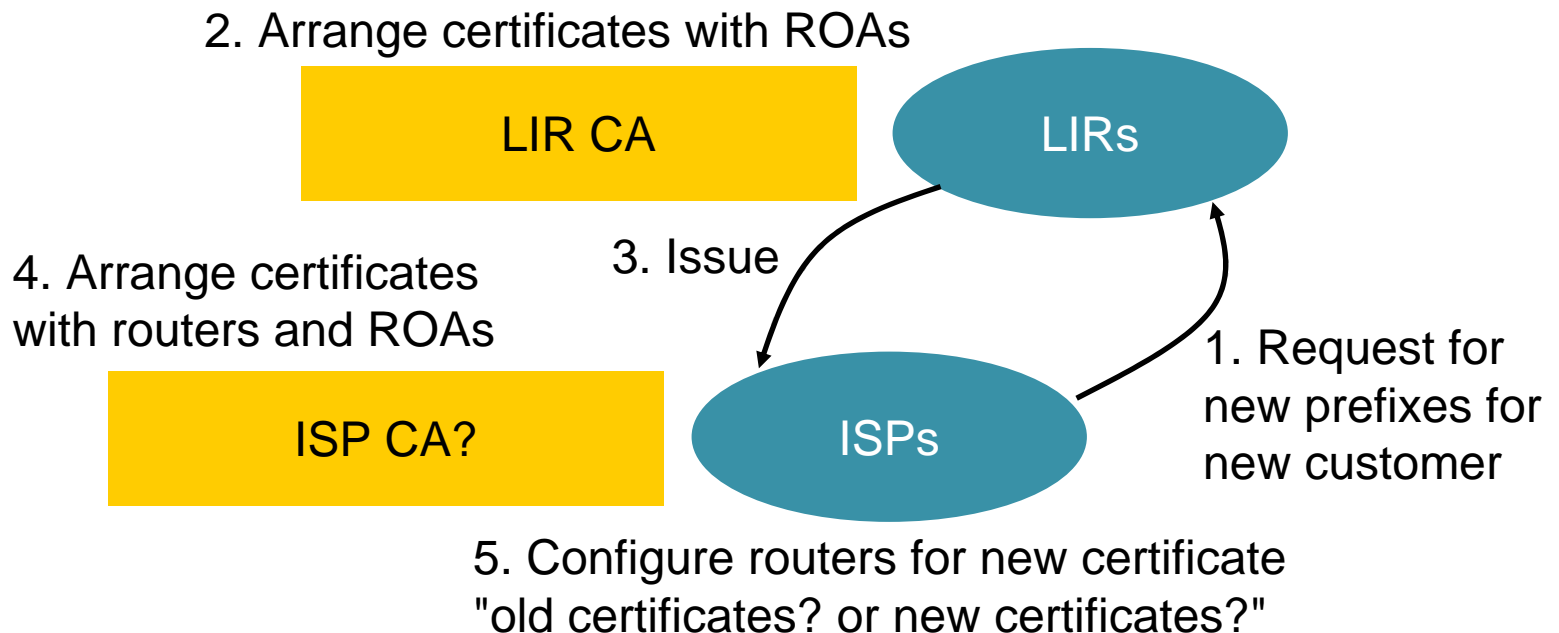 2. Arrange certificates with ROAs
LIR CA
LIRs
3. Issue
4. Arrange certificates
with routers and ROAs
1. Request for
new prefixes for
new customer
ISP CA?
ISPs
5. Configure routers for new certificate
"old certificates? or new certificates?"